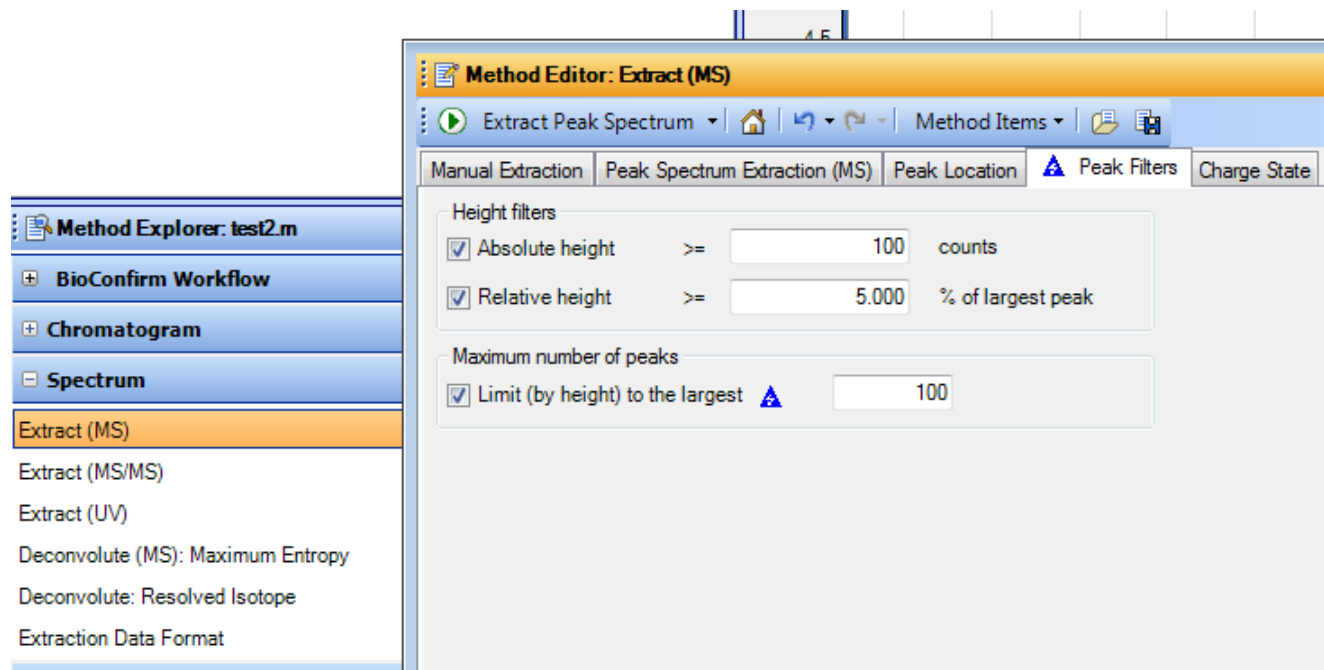 4.5
Method Editor: Extract (MS)
Extract Peak Spectrum Method Items
Manual Extraction Peak Spectrum Extraction (MS) Peak Location Peak Filters Charge State
Height filters
Absolute height >= 100 counts
Relative height >= 5.000 % of largest peak
Maximum number of peaks
Limit (by height) to the largest 100
Method Explorer: test2.m
BioConfirm Workflow
Chromatogram
Spectrum
Extract (MS)
Extract (MS/MS)
Extract (UV)
Deconvolute (MS): Maximum Entropy
Deconvolute: Resolved Isotope
Extraction Data Format